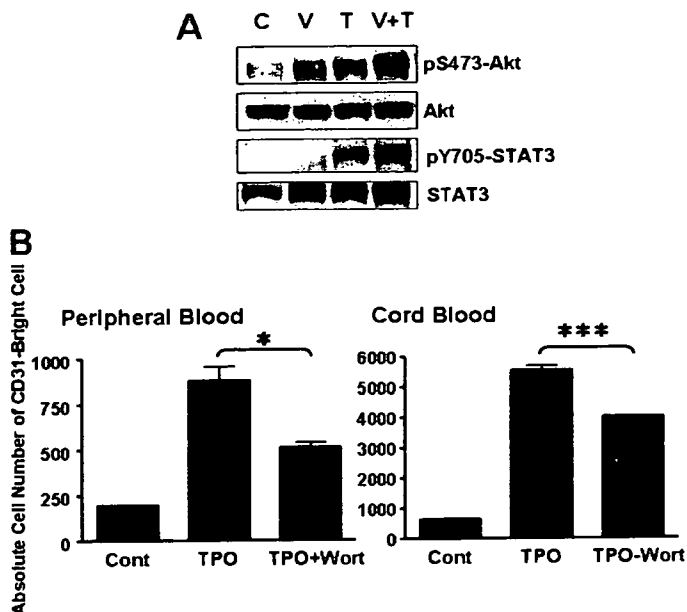 A
C V T V+T
pS473-Akt
Akt
pY705-STAT3
STAT3
B
Absolute Cell Number of CD31-Bright Cell
Peripheral Blood
*
1000
750
500
250
0
Cont TPO TPO+Wort
Cord Blood
***
6000
5000
4000
3000
2000
1000
0
Cont TPO TPO-Wort